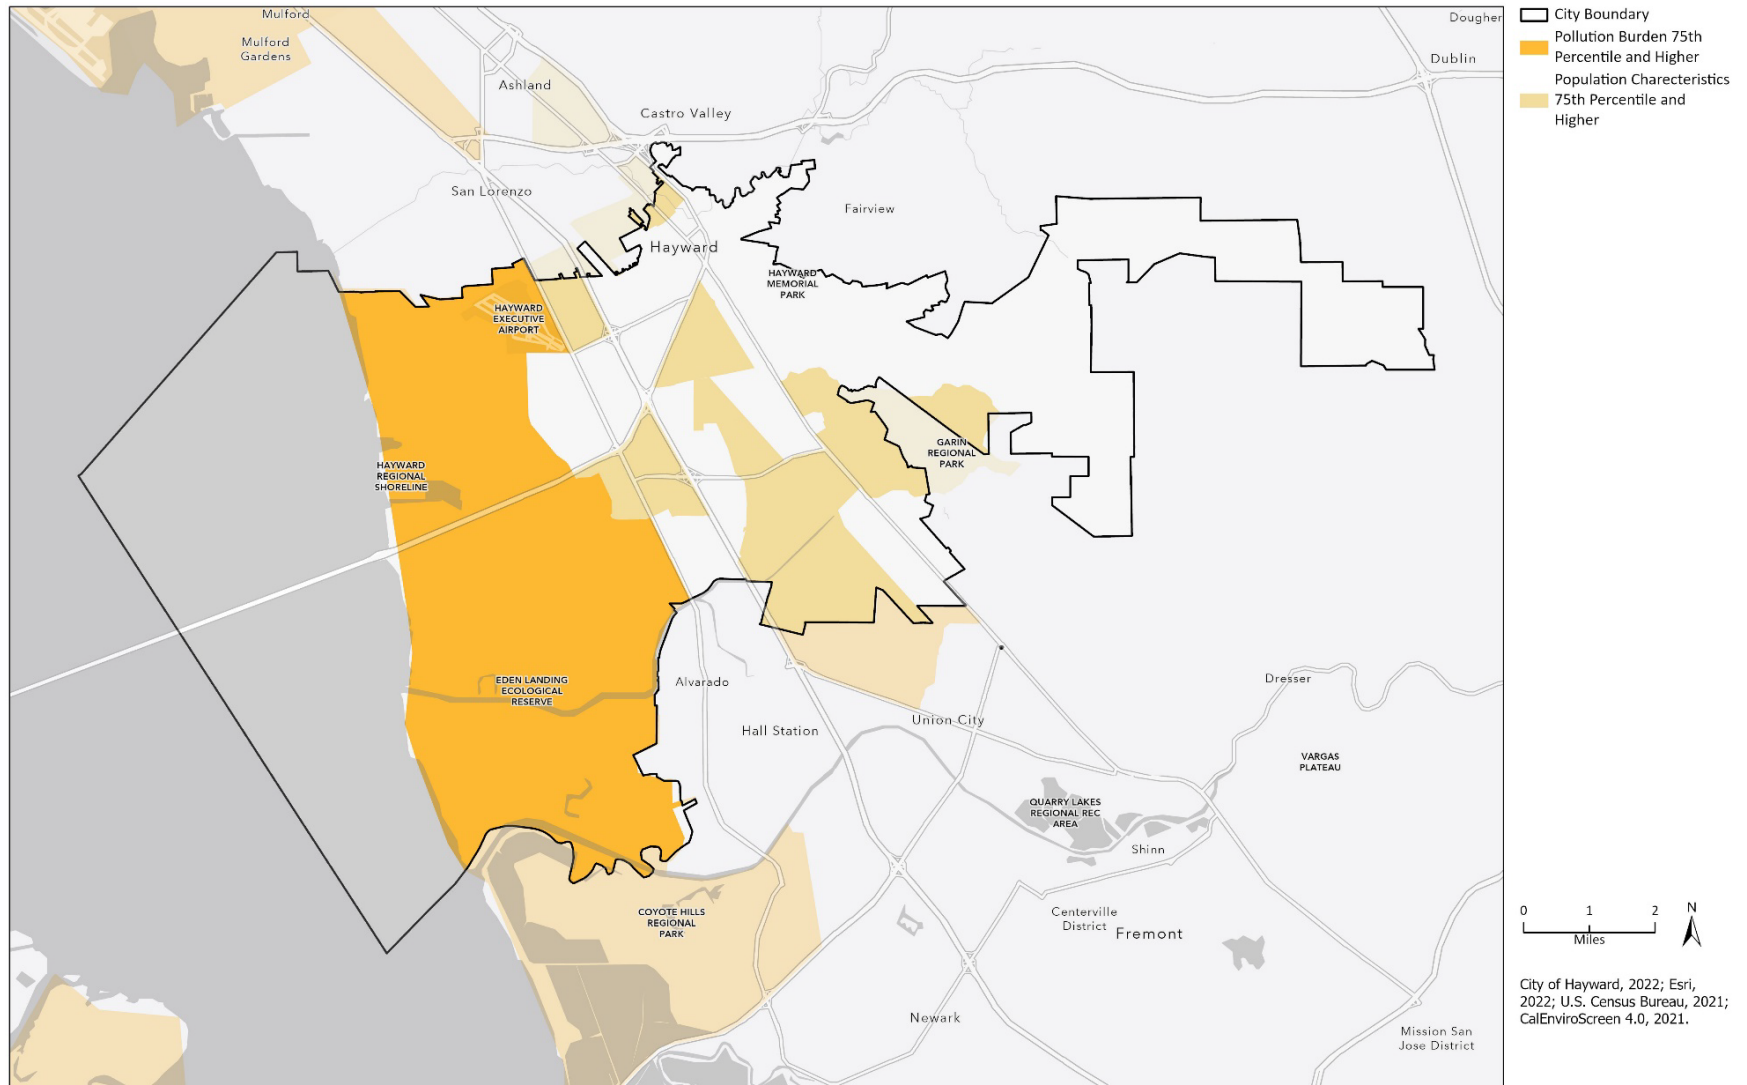 Mulford
Mulford
Gardens
Ashland
Castro Valley
Dougher
Dublin
San Lorenzo
Fairview
Hayward
HAYWARD
MEMORIAL
PARK
HAYWARD
EXECUTIVE
AIRPORT
HAYWARD
REGIONAL
SHORELINE
GARIN
REGIONAL
PARK
EDEN LANDING
ECOLOGICAL
RESERVE
Alvarado
Hall Station
Union City
Dresser
VARGAS
PLATEAU
QUARRY LAKES
REGIONAL REC
AREA
Shinn
COYOTE HILLS
REGIONAL
PARK
Centerville
District
Fremont
Newark
Mission San
Jose District
City Boundary
Pollution Burden 75th
Percentile and Higher
Population Charecteristics
75th Percentile and
Higher
0 1 2
Miles
N
City of Hayward, 2022; Esri,
2022; U.S. Census Bureau, 2021;
CalEnviroScreen 4.0, 2021.